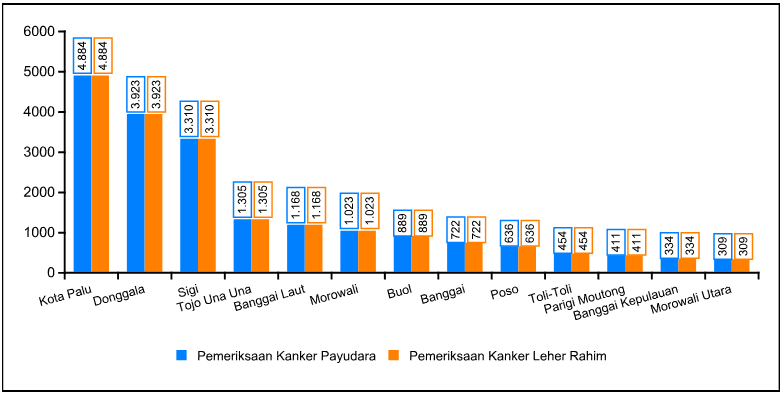 6000
5000
4000
3000
2000
1000
0
4.884 4.884
3.923 3.923
3.310 3.310
1.305 1.305
1.168 1.168
1.023 1.023
889 889
722 722
636 636
454 454
411 411
334 334
309 309
Kota Palu
Donggala
Sigi
Tojo Una Una
Banggai Laut
Morowali
Buol
Banggai
Poso
Toli-Toli
Parigi Moutong
Banggai Kepulauan
Morowali Utara
Pemeriksaan Kanker Payudara
Pemeriksaan Kanker Leher Rahim